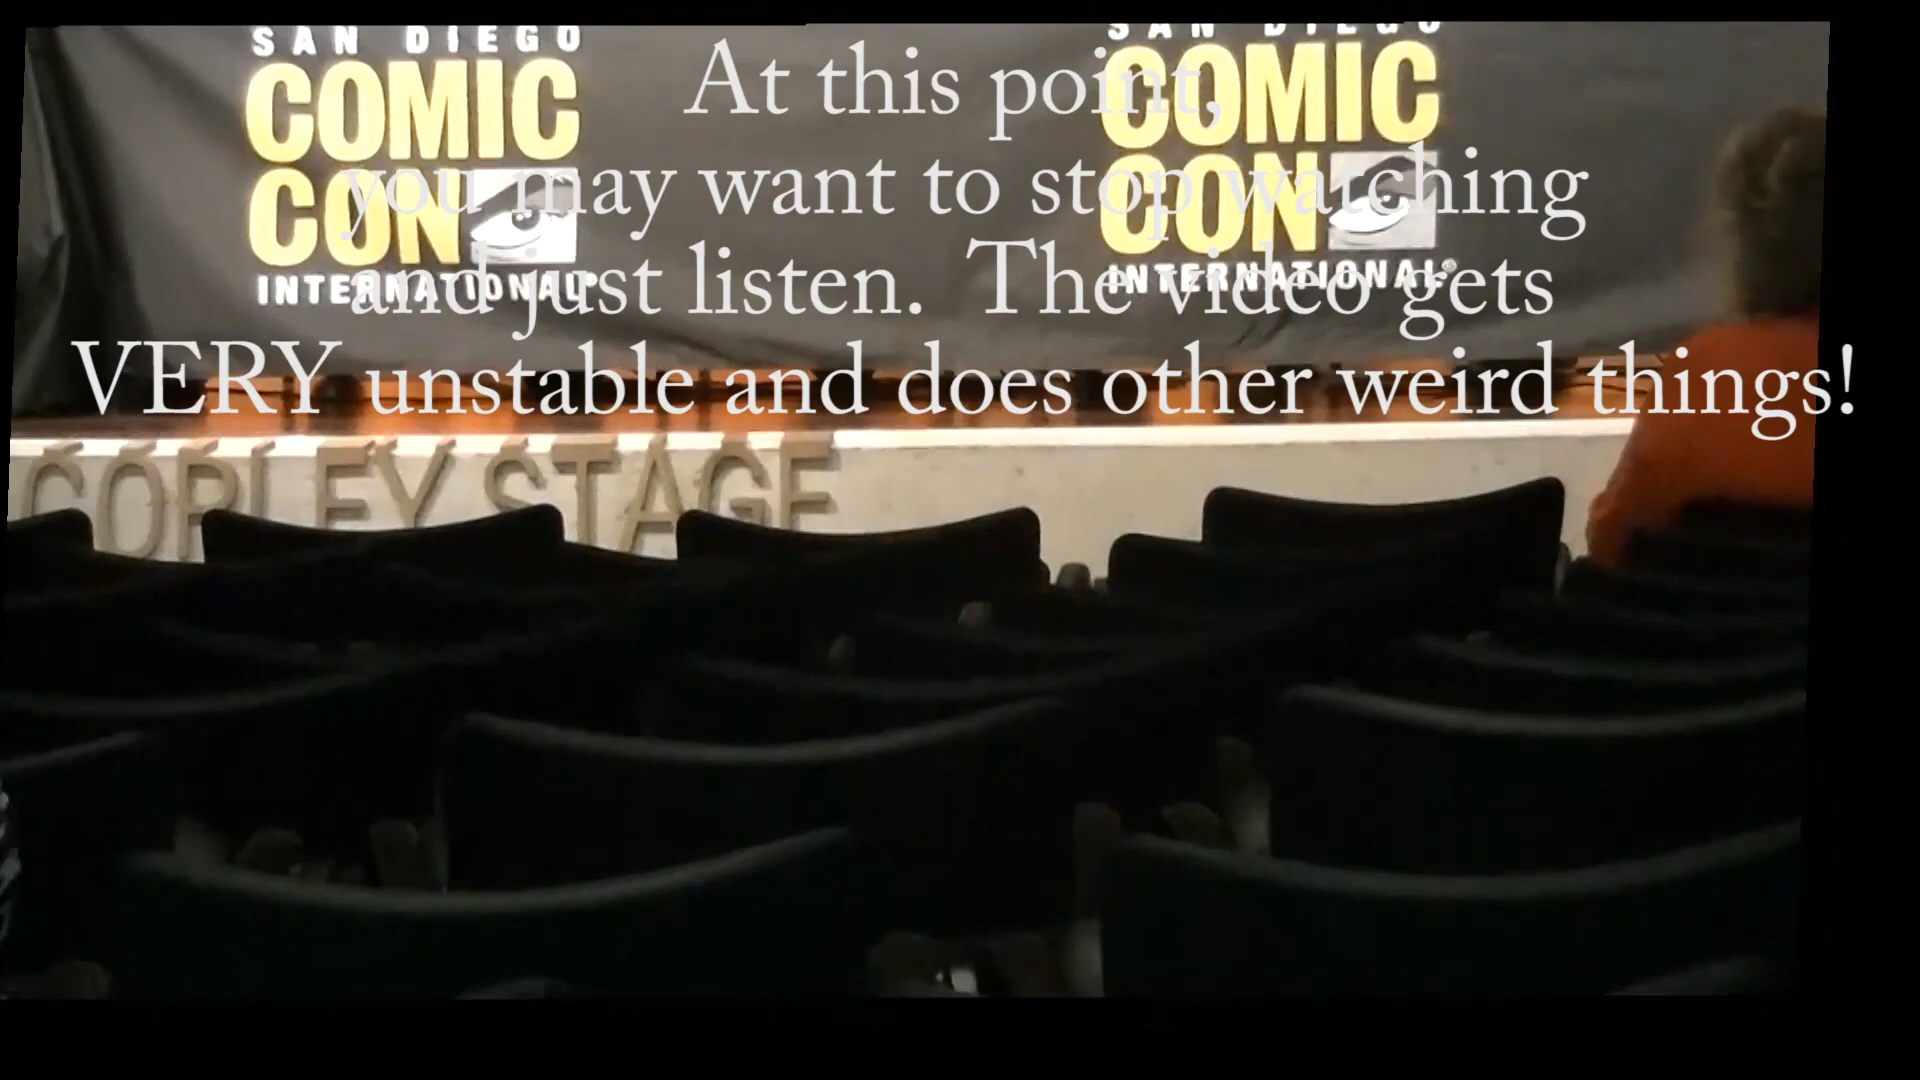 SAN DIEGO
COMIC
CON
INTERNATIONAL®
SAN DIEGO
COMIC
CON
INTERNATIONAL®
At this point,
you may want to stop watching
and just listen. The video gets
VERY unstable and does other weird things!
COPLEY STAGE